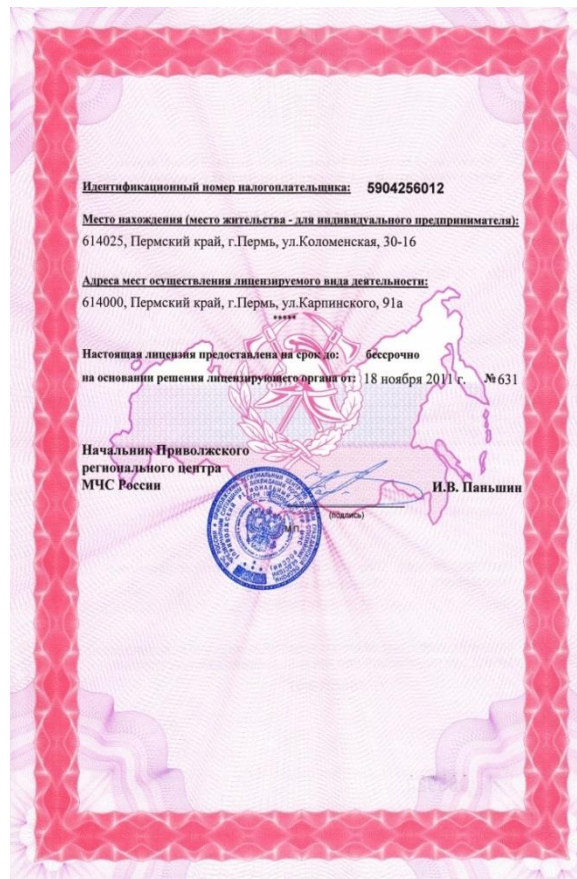 Идентификационный номер налогоплательщика: 5904256012
Место нахождения (место жительства - для индивидуального предпринимателя):
614025, Пермский край, г.Пермь, ул.Коломенская, 30-16
Адреса мест осуществления лицензируемого вида деятельности:
614000, Пермский край, г.Пермь, ул.Карпинского, 91а
*****
Настоящая лицензия предоставлена на срок до: бессрочно
на основании решения лицензирующего органа от: 18 ноября 2011 г. №631
Начальник Приволжского
регионального центра
МЧС России
И.В. Паньшин
(подпись)
М.П.